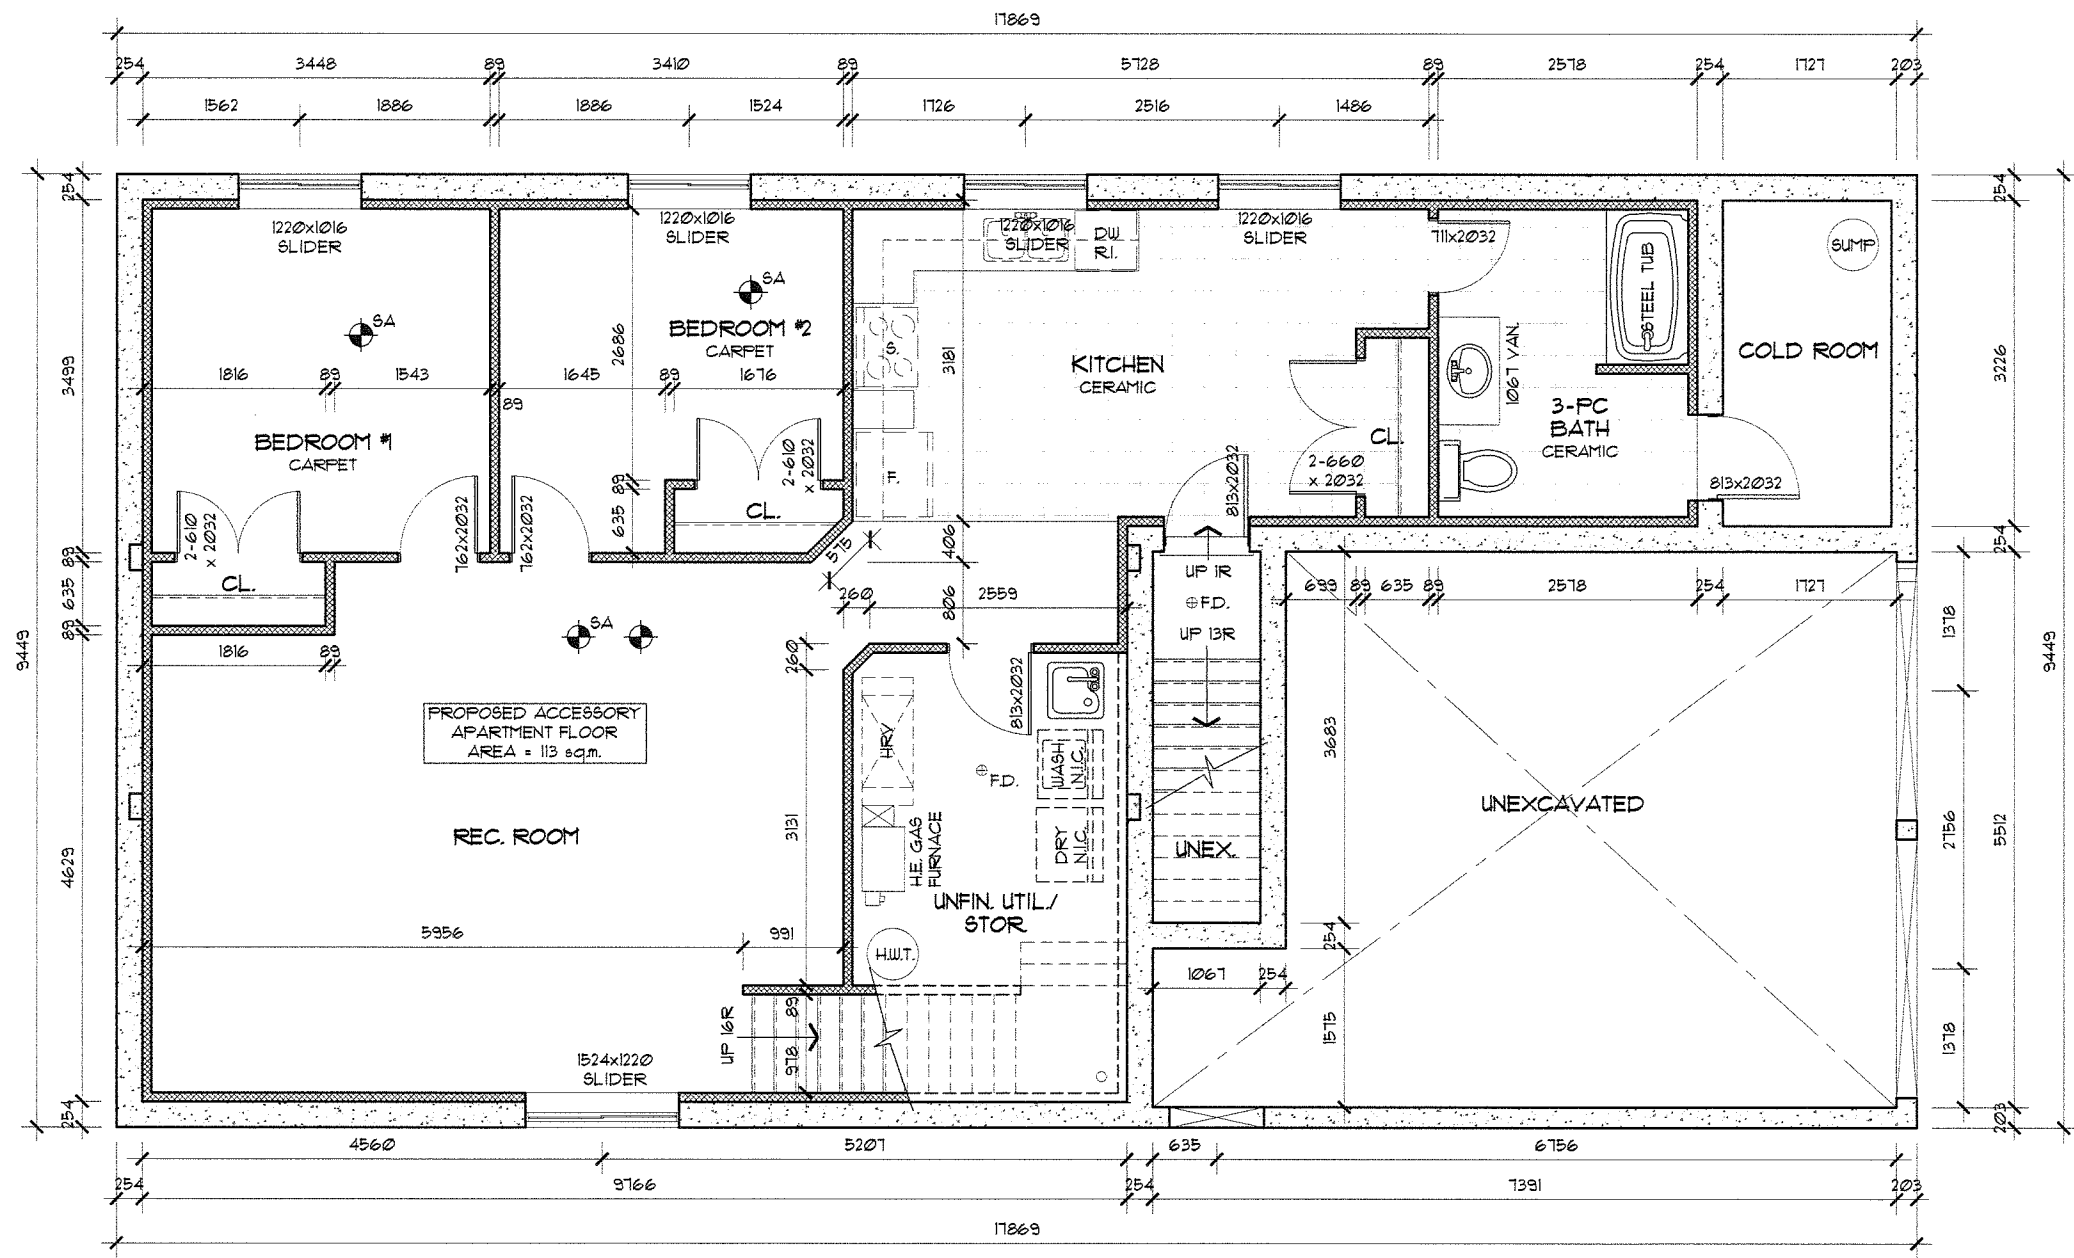 17869
254 3448 89 3410 89 5728 89 2578 254 1727 203
1562 1886 1886 1524 1726 2516 1486
254
3499
89
635
89
4629
254
9449
1220x1016
SLIDER
SA
1816 89 1543
BEDROOM #1
CARPET
2-610
x 2032
762x2032
CL.
1816 89
1220x1016
SLIDER
SA
BEDROOM #2
CARPET
2686
1645 89 1676
89
2-610
x 2032
762x2032
89
635
CL.
515
1220x1016
SLIDER
DW
R.I.
1220x1016
SLIDER
S.
F.
3181
KITCHEN
CERAMIC
2-660
x 2032
CL.
813x2032
406
806
260 2559
711x2032
STEEL TUB
1067 VAN.
3-PC
BATH
CERAMIC
813x2032
SUMP
COLD ROOM
254
3226
254
5512
203
9449
1378
2756
1378
UP 1R
F.D.
UP 13R
UNEX.
699 89 635 89 2578 254 1727
3683
254
1575
1067 254
UNEXCAVATED
SA
PROPOSED ACCESSORY
APARTMENT FLOOR
AREA = 113 sq.m.
REC. ROOM
260
3131
5956 991
89
978
UP 16R
1524x1220
SLIDER
813x2032
HRV
F.D.
WASH
N.I.C.
DRY
N.I.C.
H.E. GAS
FURNACE
UNFIN. UTIL./
STOR.
H.W.T.
4560 5207 635 6756
254 9766 254 7391 203
17869